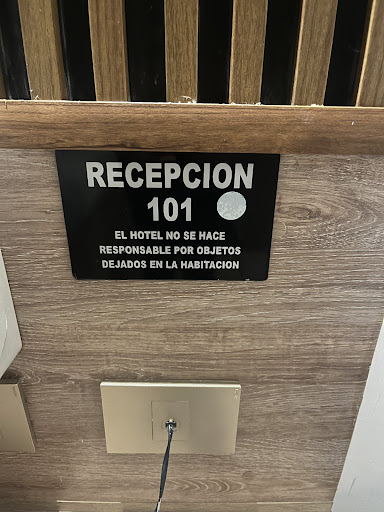 RECEPCION
101
EL HOTEL NO SE HACE
RESPONSABLE POR OBJETOS
DEJADOS EN LA HABITACION